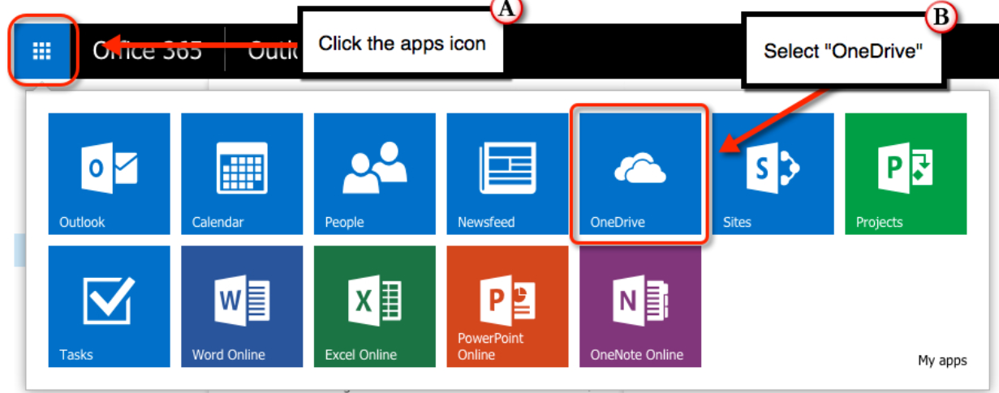 A
B
Office 365
Click the apps icon
Select "OneDrive"
Outlook
Calendar
People
Newsfeed
OneDrive
Sites
Projects
Tasks
Word Online
Excel Online
PowerPoint
Online
OneNote Online
My apps